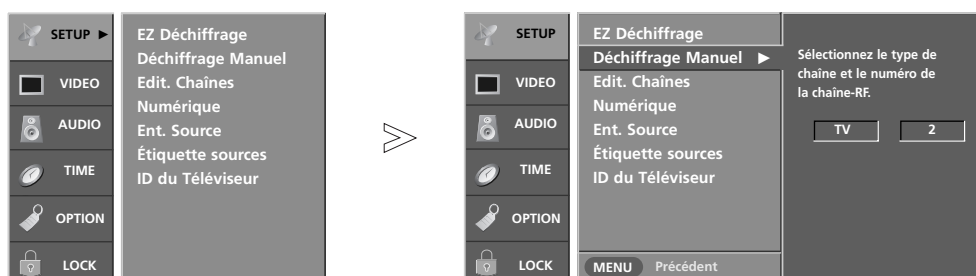 SETUP ►
VIDEO
AUDIO
TIME
OPTION
LOCK
EZ Déchiffrage
Déchiffrage Manuel
Edit. Chaînes
Numérique
Ent. Source
Étiquette sources
ID du Téléviseur
SETUP
VIDEO
AUDIO
TIME
OPTION
LOCK
EZ Déchiffrage
Déchiffrage Manuel ►
Edit. Chaînes
Numérique
Ent. Source
Étiquette sources
ID du Téléviseur
MENU Précédent
Sélectionnez le type de
chaîne et le numéro de
la chaîne-RF.
TV 2